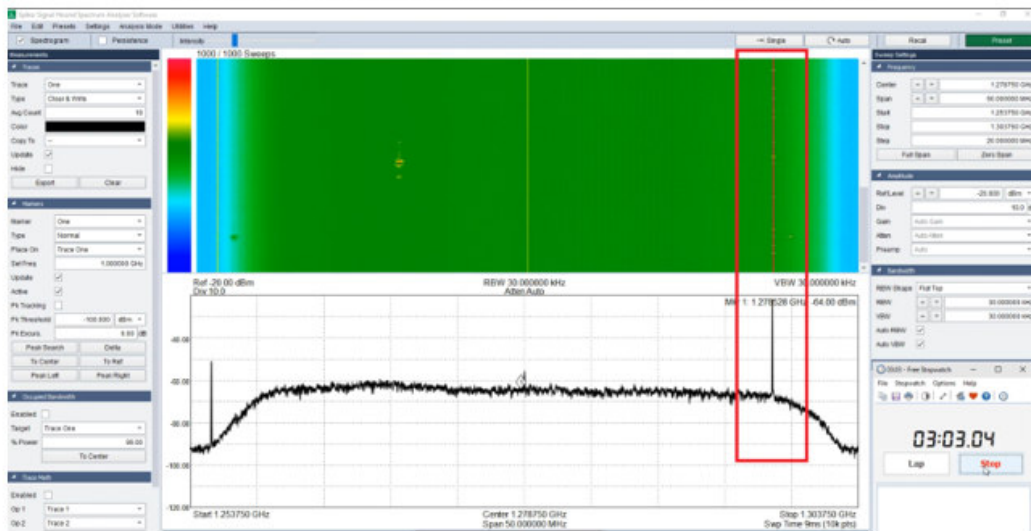 Spike: Signal Hound Spectrum Analyzer Software
File Edit Presets Settings Analysis Mode Utilities Help
Spectrogram Persistence Intensity Single Auto Recal Preset
Measurements
Traces
Trace One
Type Clear & Write
Avg Count 10
Color
Copy To --
Update
Hide
Export Clear
Markers
Marker One
Type Normal
Place On Trace One
Set Freq 1.000000 GHz
Update
Active
Pk Tracking
Pk Threshold -100.000 dBm
Pk Excurs. 6.00 dB
Peak Search Delta
To Center To Ref
Peak Left Peak Right
Occupied Bandwidth
Enabled
Target Trace One
% Power 99.00
To Center
Trace Math
Enabled
Op 1 Trace 1
Op 2 Trace 2
1000 / 1000 Sweeps
Ref -20.00 dBm
Div 10.0
RBW 30.000000 kHz
Atten Auto
VBW 30.000000 kHz
-64.00 dBm
-40.00
-60.00
-80.00
-100.00
-120.00
Start 1.253750 GHz
Center 1.278750 GHz
Span 50.000000 MHz
Stop 1.303750 GHz
Swp Time 9ms (10k pts)
Sweep Settings
Frequency
Center 1.278750 GHz
Span 50.000000 MHz
Start 1.253750 GHz
Stop 1.303750 GHz
Step 20.000000 MHz
Full Span Zero Span
Amplitude
Ref Level -20.000 dBm
Div 10.0
Gain Auto Gain
Atten Auto Atten
Preamp Auto
Bandwidth
RBW Shape Flat Top
RBW 30.000000 kHz
VBW 30.000000 kHz
Auto RBW
Auto VBW
03:03 - Free Stopwatch
File Stopwatch Options Help
03:03.04
Lap Stop